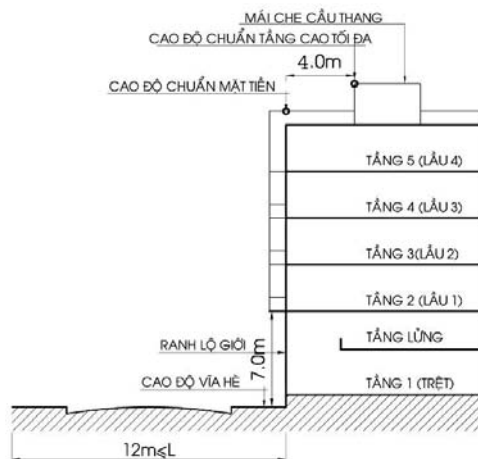 MÁI CHE CẦU THANG
CAO ĐỘ CHUẨN TẦNG CAO TỐI ĐA
4.0m
CAO ĐỘ CHUẨN MẶT TIỀN
TẦNG 5 (LẦU 4)
TẦNG 4 (LẦU 3)
TẦNG 3(LẦU 2)
TẦNG 2 (LẦU 1)
RANH LỘ GIỚI
7.0m
TẦNG LỬNG
CAO ĐỘ VĨA HÈ
TẦNG 1 (TRỆT)
12m≤L